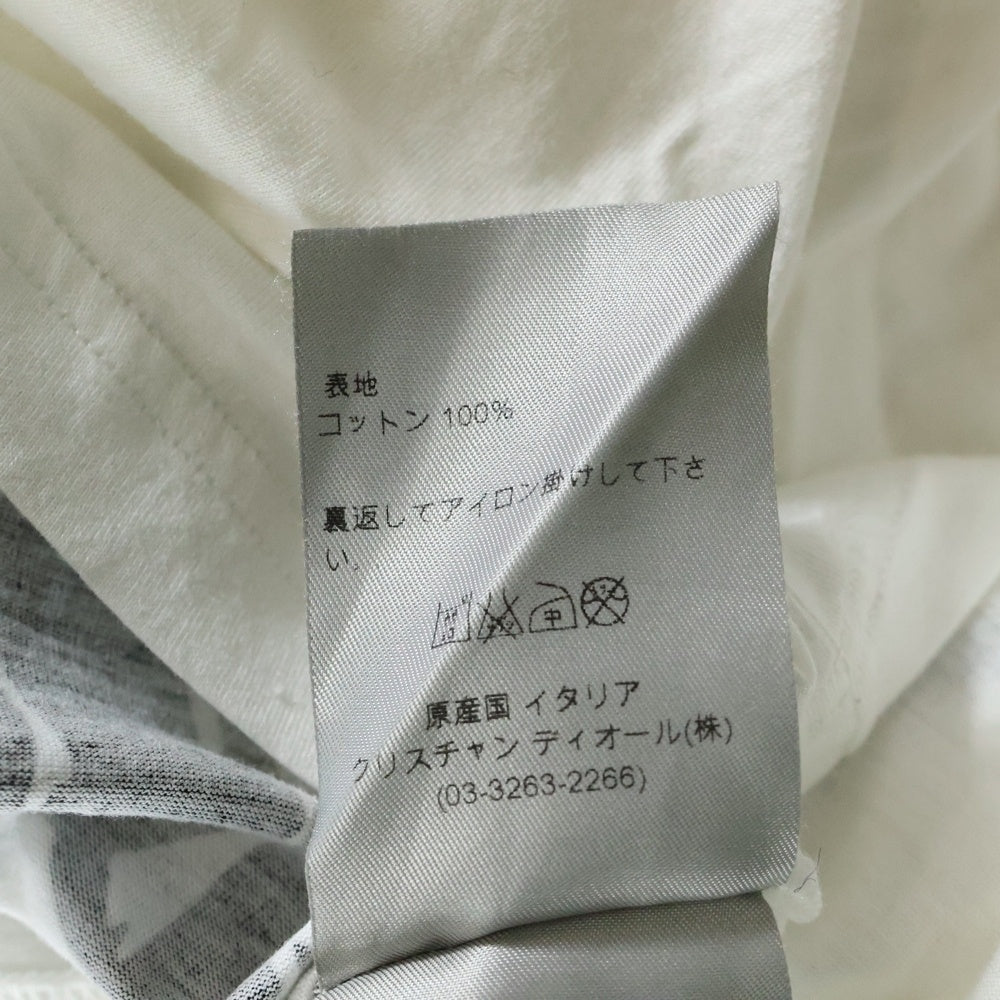 表地
コットン 100%
裏返してアイロン掛けして下さ
い。
中
原産国 イタリア
クリスチャン ディオール(株)
(03-3263-2266)